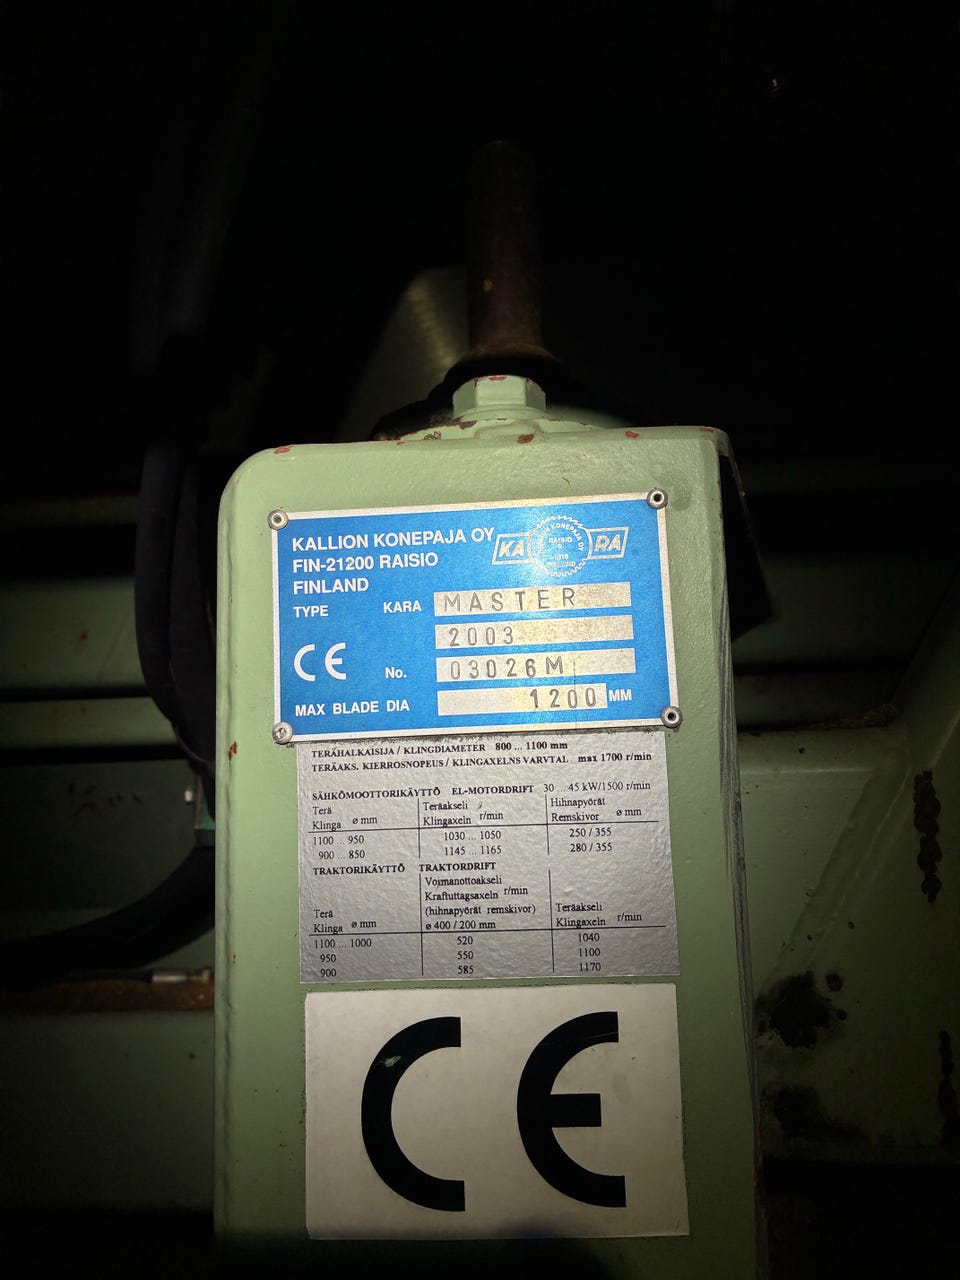 KALLION KONEPAJA OY
FIN-21200 RAISIO
FINLAND
KA RA
KONEPAJA OY
RAISIO
TYPE KARA MASTER
2003
CE No. 03026M
MAX BLADE DIA 1200 MM
TERÄHALKAISIJA / KLINGDIAMETER 800 ... 1100 mm
TERÄAKS. KIERROSNOPEUS / KLINGAXELNS VARVTAL max 1700 r/min
SÄHKÖMOOTTORIKÄYTTÖ EL-MOTORDRIFT 30 ... 45 kW/1500 r/min
Terä
Klinga ø mm
Teräakseli
Klingaxeln r/min
Hihnapyörät
Remskivor ø mm
1100 ... 950 1030 ... 1050 250 / 355
900 ... 850 1145 ... 1165 280 / 355
TRAKTORIKÄYTTÖ TRAKTORDRIFT
Terä
Klinga ø mm
Voimanottoakseli
Kraftuttagsaxeln r/min
(hihnapyörät remskivor)
ø 400 / 200 mm
Teräakseli
Klingaxeln r/min
1100 ... 1000 520 1040
950 550 1100
900 585 1170
CE